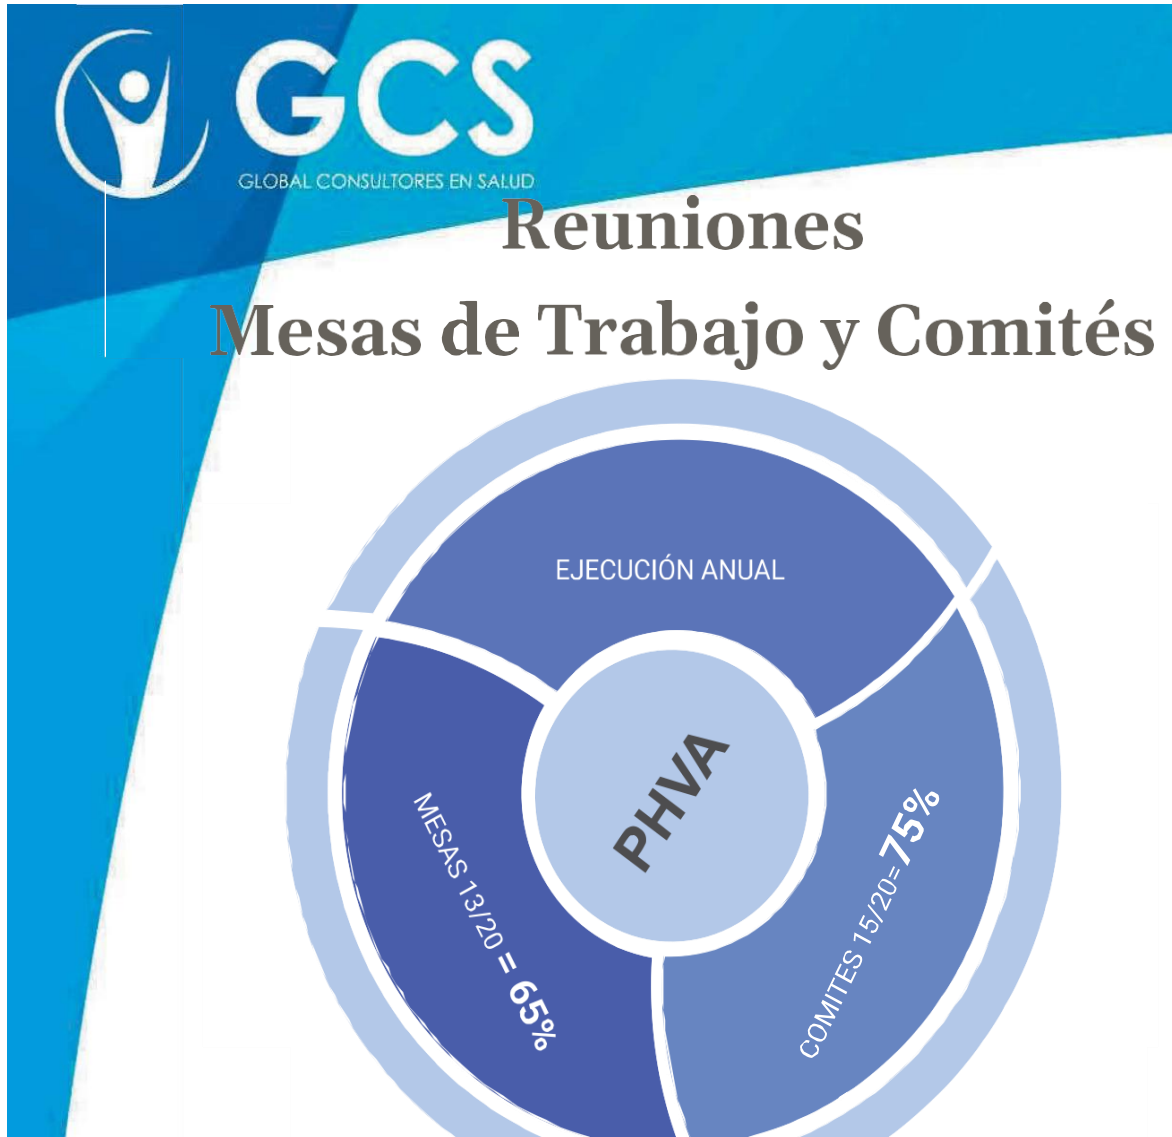 GCS
GLOBAL CONSULTORES EN SALUD
Reuniones
Mesas de Trabajo y Comités
EJECUCIÓN ANUAL
PHVA
MESAS 13/20 = 65%
COMITES 15/20= 75%